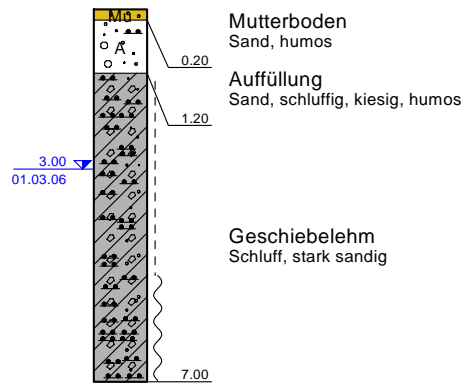 Mu
Mutterboden
Sand, humos
A
0.20
Auffüllung
Sand, schluffig, kiesig, humos
1.20
3.00
01.03.06
Geschiebelehm
Schluff, stark sandig
7.00